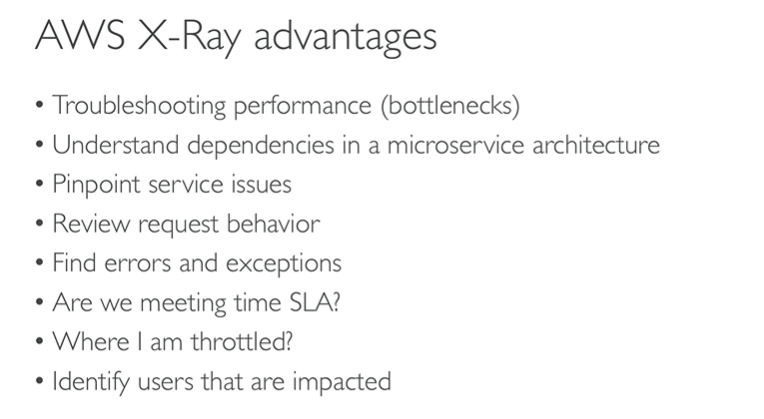 AWS X-Ray advantages
• Troubleshooting performance (bottlenecks)
• Understand dependencies in a microservice architecture
• Pinpoint service issues
• Review request behavior
• Find errors and exceptions
• Are we meeting time SLA?
• Where I am throttled?
• Identify users that are impacted